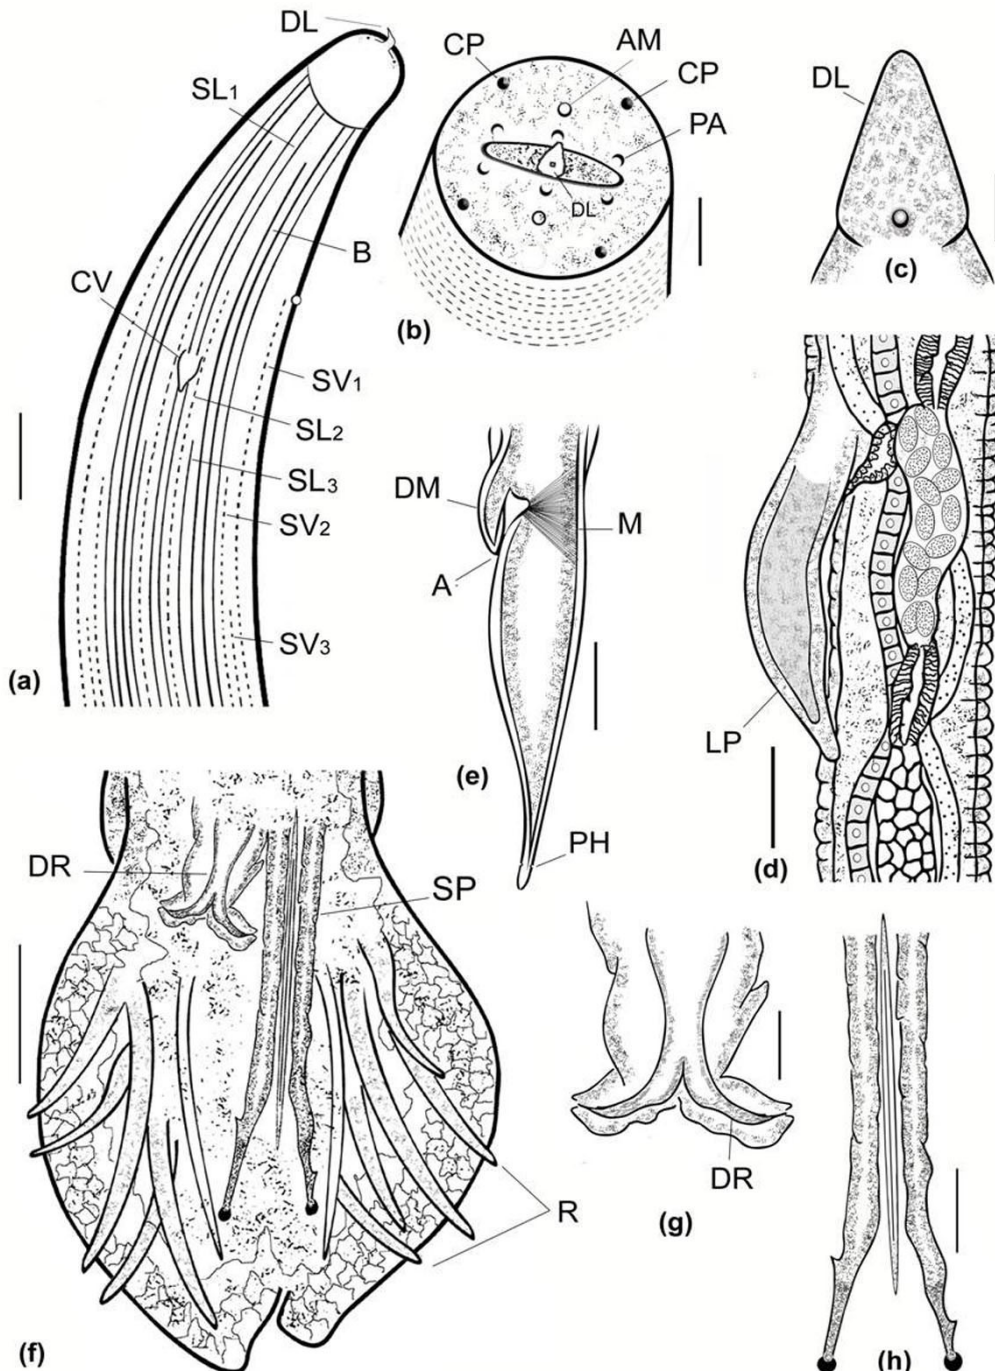 DL
SL1
B
CV
SV1
SL2
SL3
SV2
SV3
(a)
CP
AM
CP
PA
DL
(b)
DL
(c)
DM
M
A
PH
(e)
LP
(d)
DR
SP
R
(f)
DR
(g)
(h)